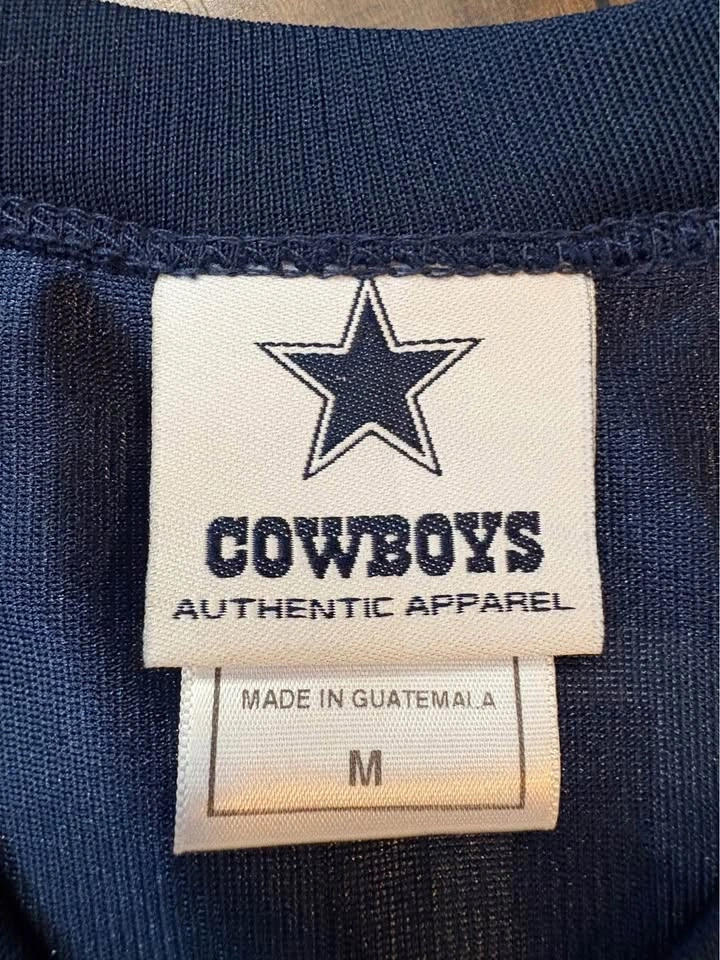 COWBOYS
AUTHENTIC APPAREL
MADE IN GUATEMALA
M